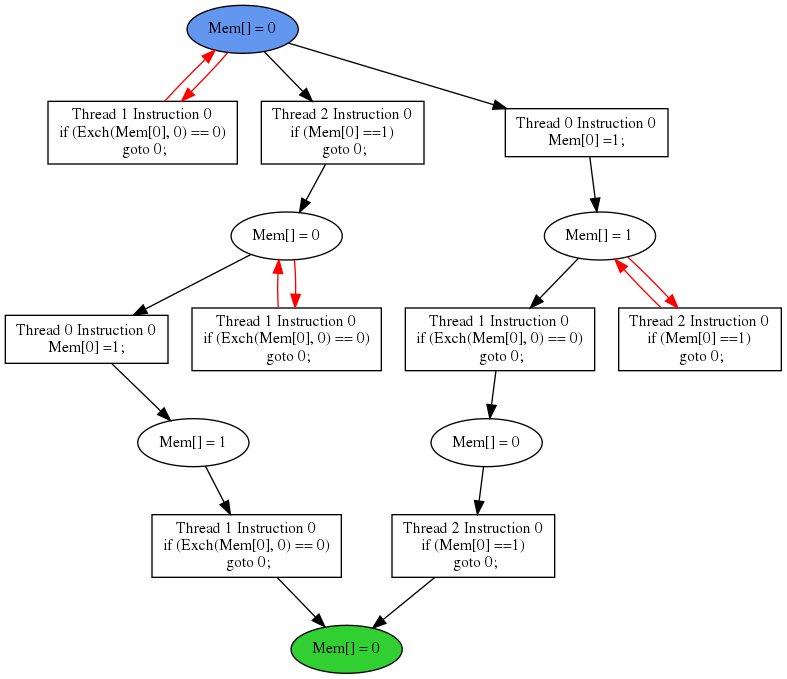 Mem[] = 0
Thread 1 Instruction 0
if (Exch(Mem[0], 0) == 0)
goto 0;
Thread 2 Instruction 0
if (Mem[0] ==1)
goto 0;
Thread 0 Instruction 0
Mem[0] =1;
Mem[] = 0
Mem[] = 1
Thread 0 Instruction 0
Mem[0] =1;
Thread 1 Instruction 0
if (Exch(Mem[0], 0) == 0)
goto 0;
Thread 1 Instruction 0
if (Exch(Mem[0], 0) == 0)
goto 0;
Thread 2 Instruction 0
if (Mem[0] ==1)
goto 0;
Mem[] = 1
Mem[] = 0
Thread 1 Instruction 0
if (Exch(Mem[0], 0) == 0)
goto 0;
Thread 2 Instruction 0
if (Mem[0] ==1)
goto 0;
Mem[] = 0